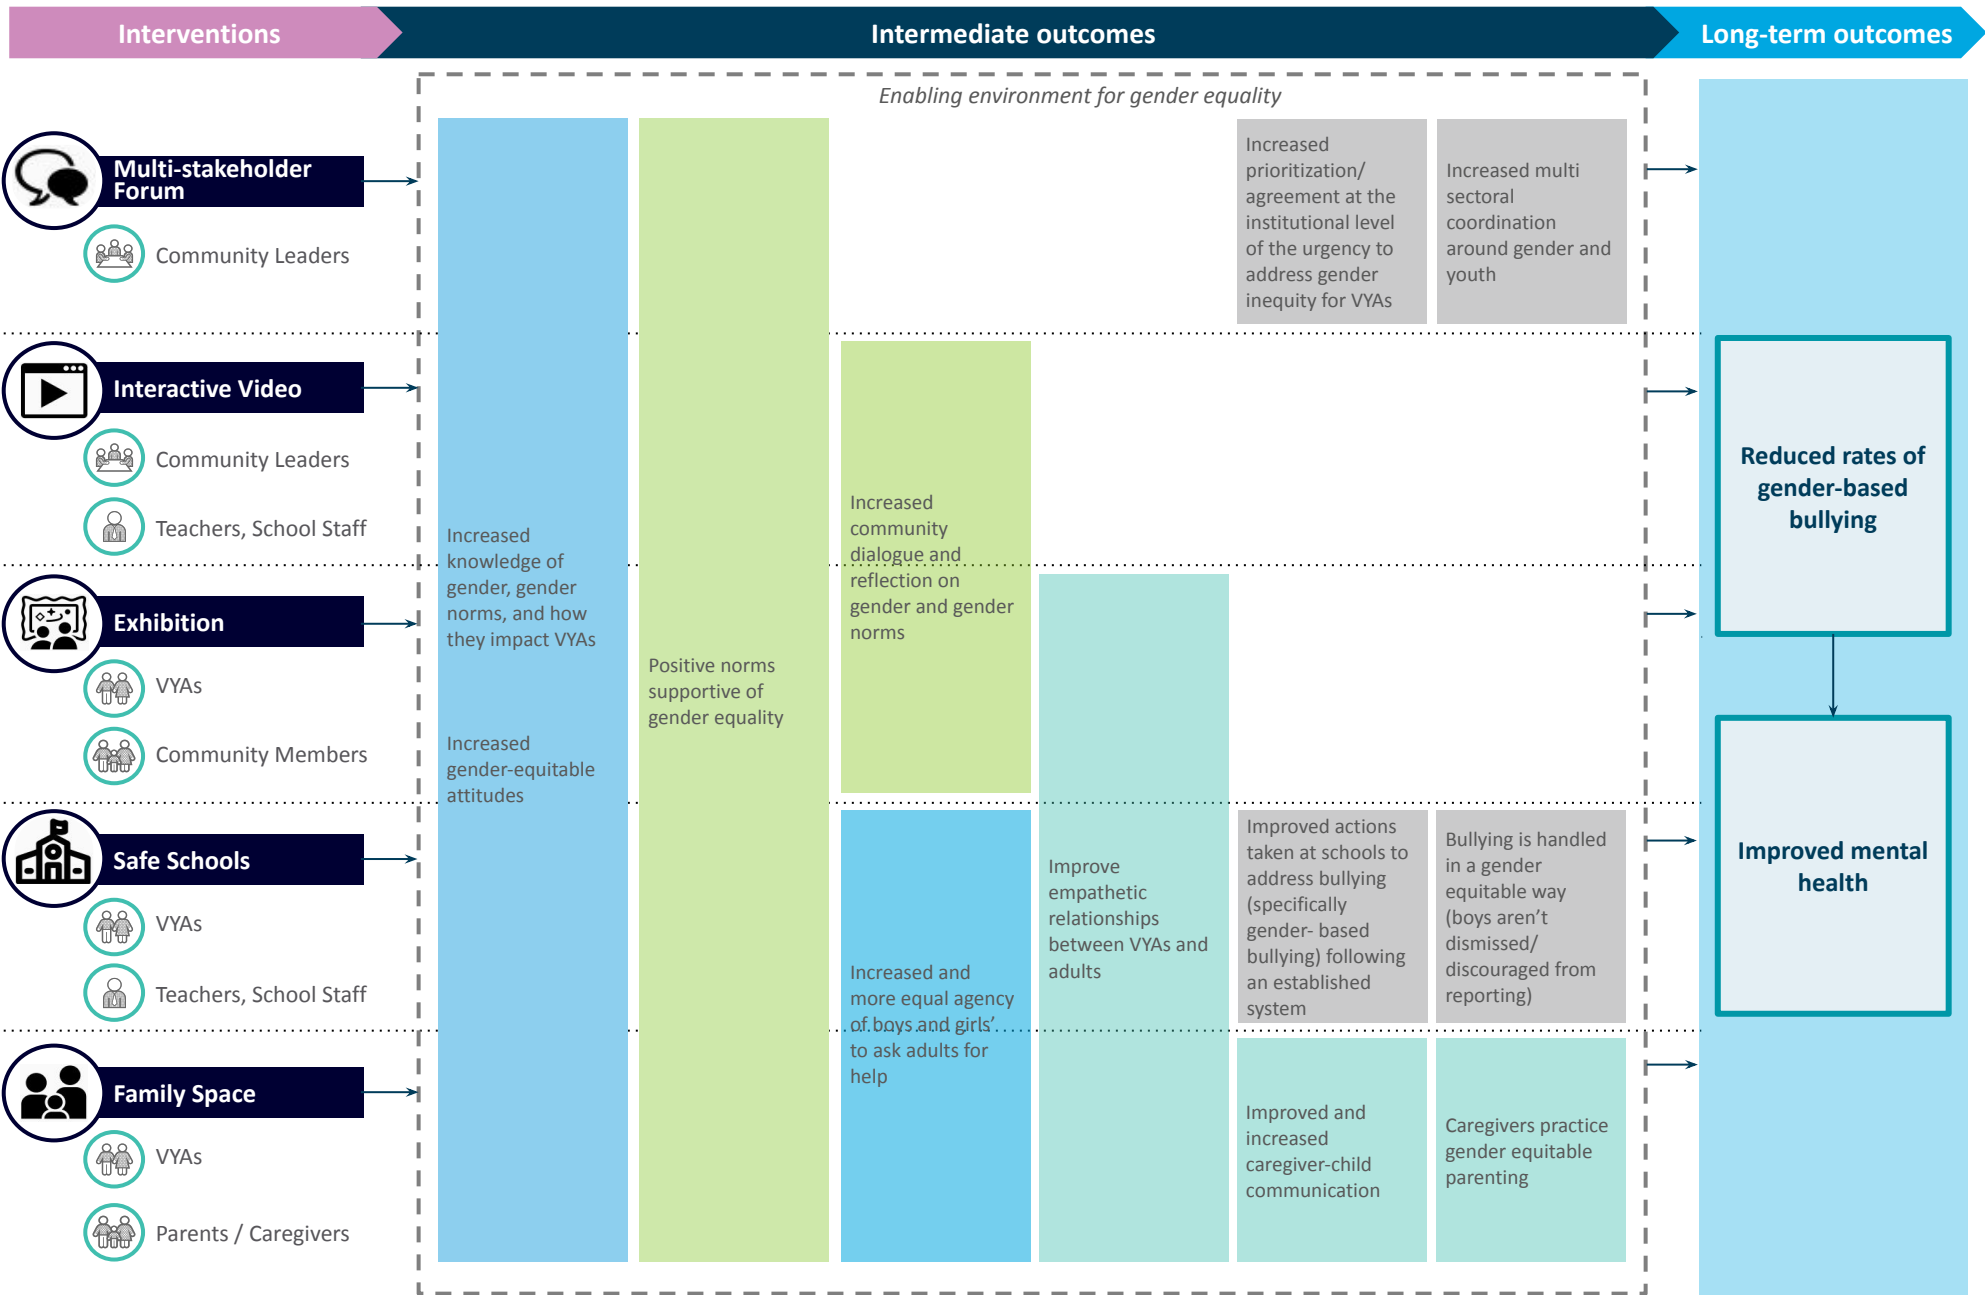 Interventions
Intermediate outcomes
Long-term outcomes
Enabling environment for gender equality
Multi-stakeholder
Forum
Community Leaders
Interactive Video
Community Leaders
Teachers, School Staff
Exhibition
VYAs
Community Members
Safe Schools
VYAs
Teachers, School Staff
Family Space
VYAs
Parents / Caregivers
Increased
knowledge of
gender, gender
norms, and how
they impact VYAs
Increased
gender-equitable
attitudes
Positive norms
supportive of
gender equality
Increased
community
dialogue and
reflection on
gender and gender
norms
Increased and
more equal agency
of boys and girls’
to ask adults for
help
Improve
empathetic
relationships
between VYAs and
adults
Increased
prioritization/
agreement at the
institutional level
of the urgency to
address gender
inequity for VYAs
Increased multi
sectoral
coordination
around gender and
youth
Improved actions
taken at schools to
address bullying
(specifically
gender- based
bullying) following
an established
system
Bullying is handled
in a gender
equitable way
(boys aren’t
dismissed/
discouraged from
reporting)
Improved and
increased
caregiver-child
communication
Caregivers practice
gender equitable
parenting
Reduced rates of
gender-based
bullying
Improved mental
health